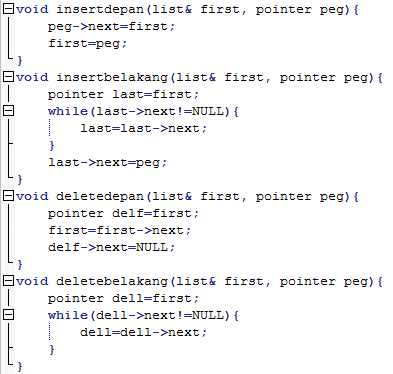 void insertdepan(list& first, pointer peg){
    peg->next=first;
    first=peg;
}
void insertbelakang(list& first, pointer peg){
    pointer last=first;
    while(last->next!=NULL){
        last=last->next;
    }
    last->next=peg;
}
void deletedepan(list& first, pointer peg){
    pointer delf=first;
    first=first->next;
    delf->next=NULL;
}
void deletebelakang(list& first, pointer peg){
    pointer dell=first;
    while(dell->next!=NULL){
        dell=dell->next;
    }
}